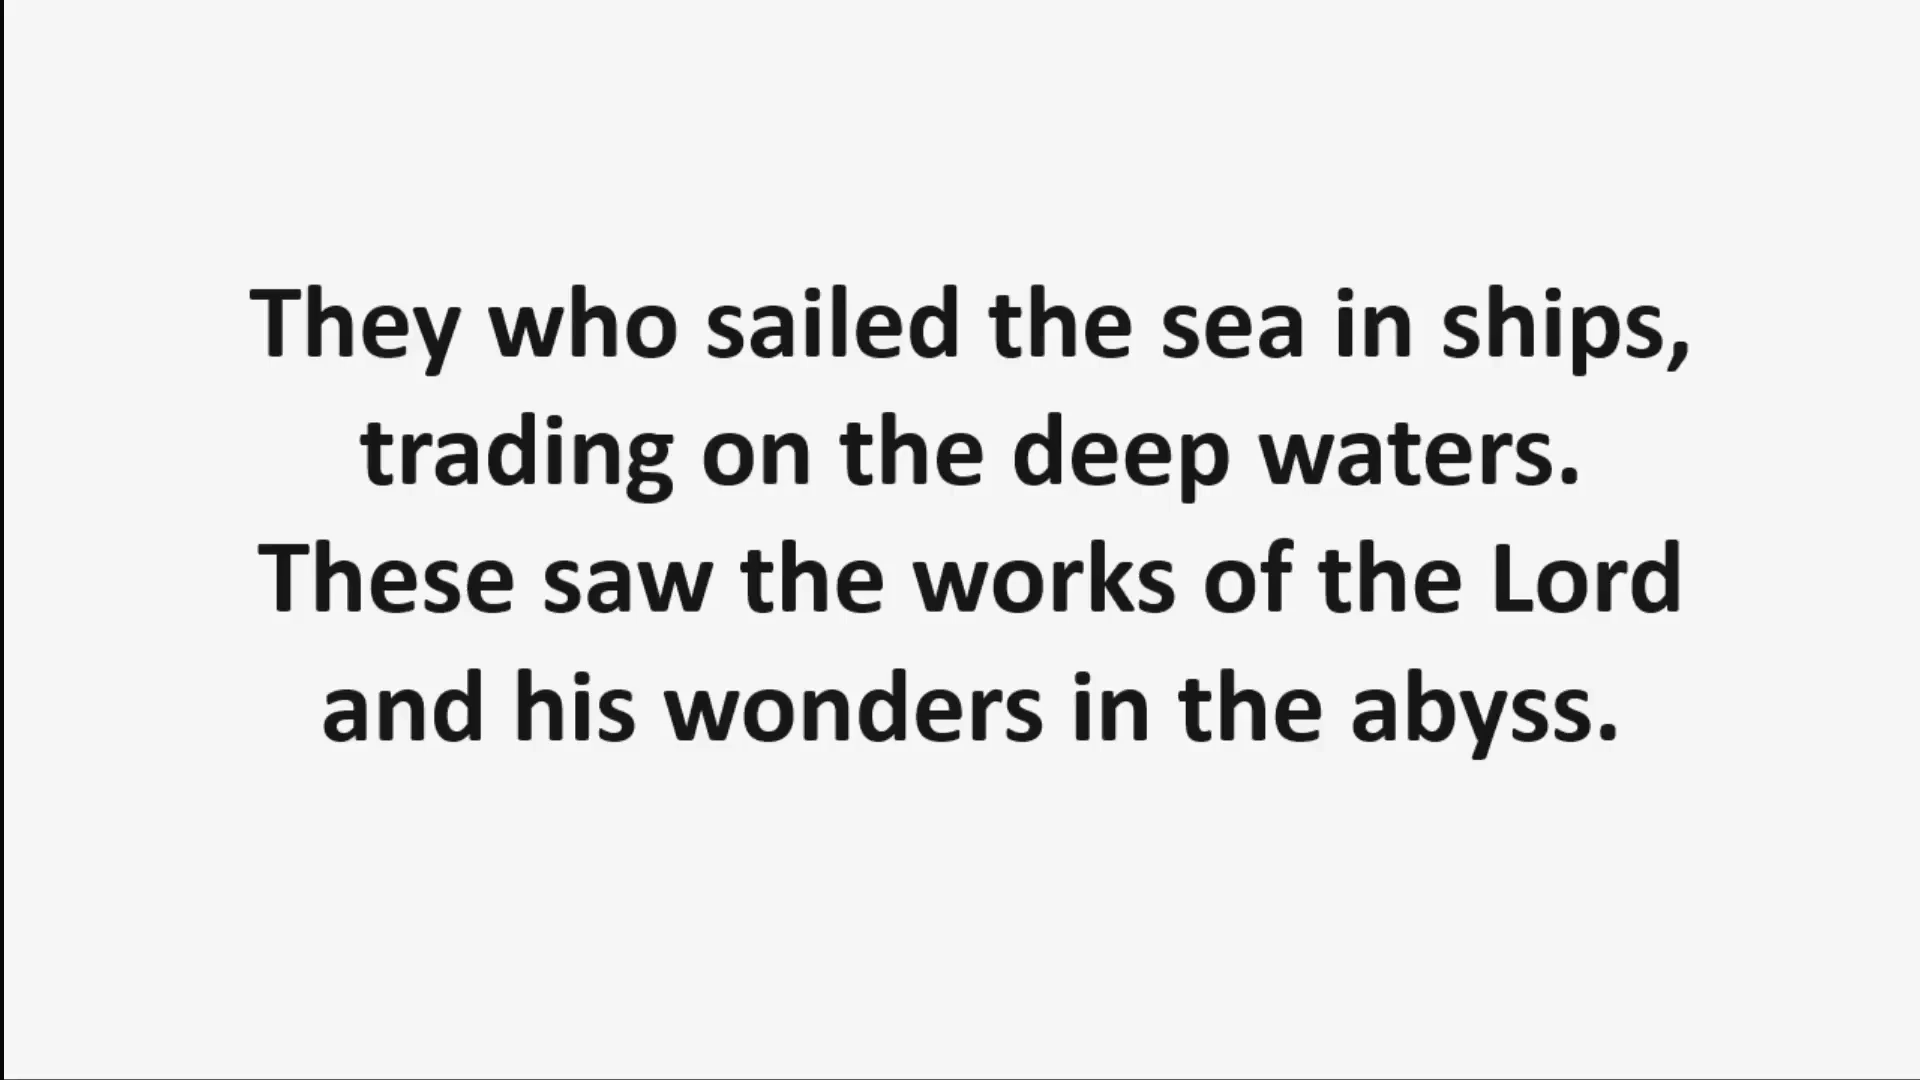 They who sailed the sea in ships,
trading on the deep waters.
These saw the works of the Lord
and his wonders in the abyss.